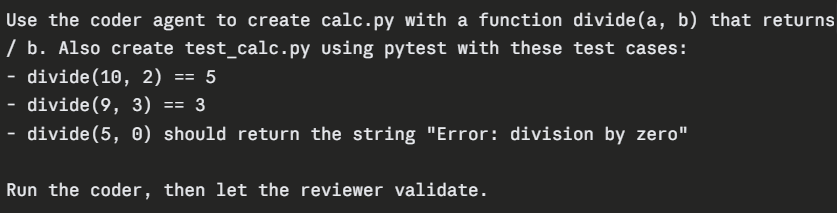 Use the coder agent to create calc.py with a function divide(a, b) that returns
/ b. Also create test_calc.py using pytest with these test cases:
- divide(10, 2) == 5
- divide(9, 3) == 3
- divide(5, 0) should return the string "Error: division by zero"
Run the coder, then let the reviewer validate.